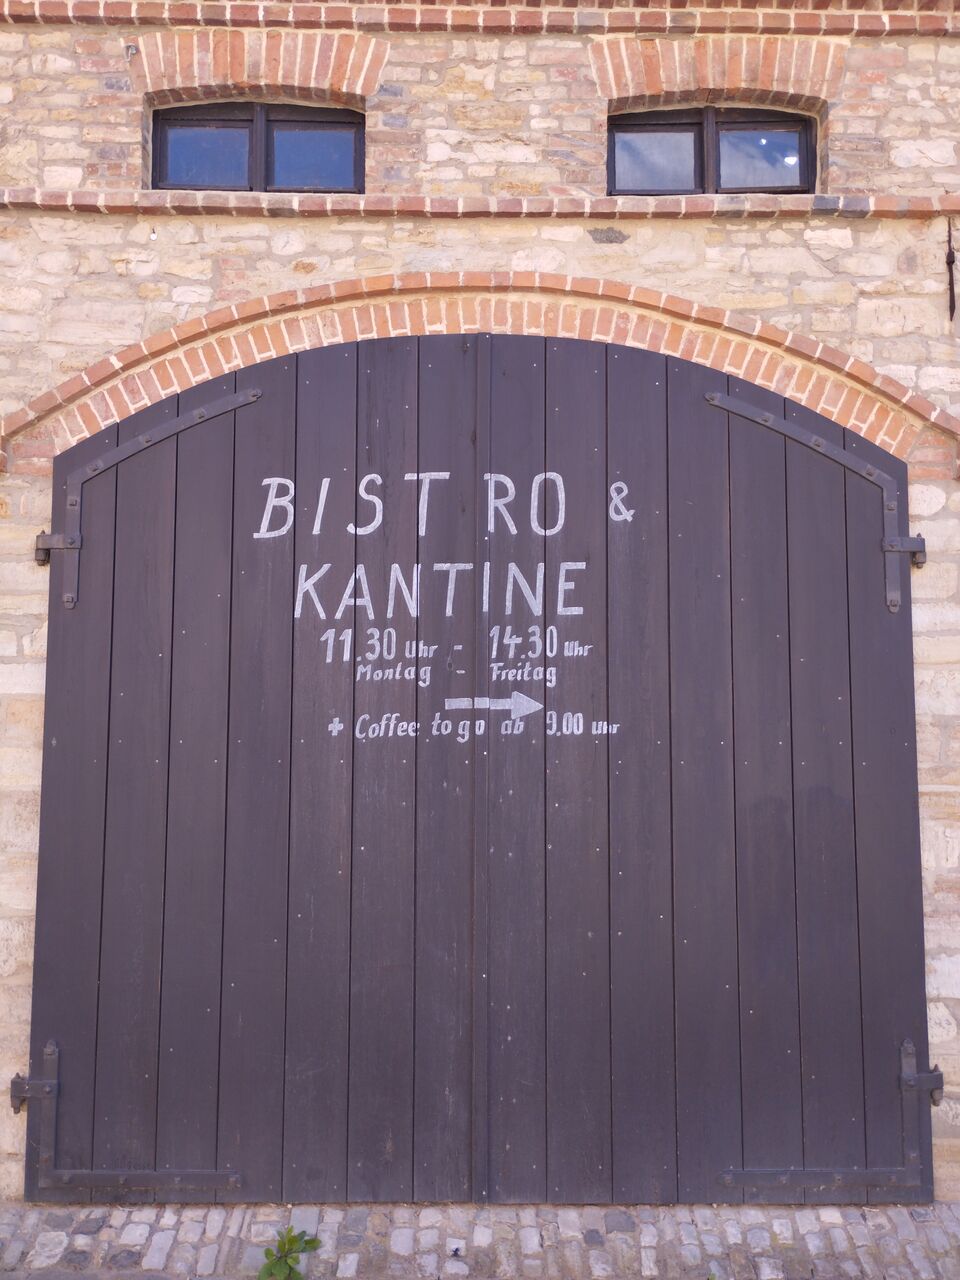 BISTRO &
KANTINE
11.30 Uhr - 14.30 Uhr
Montag - Freitag
+ Coffee to go ab 9.00 Uhr